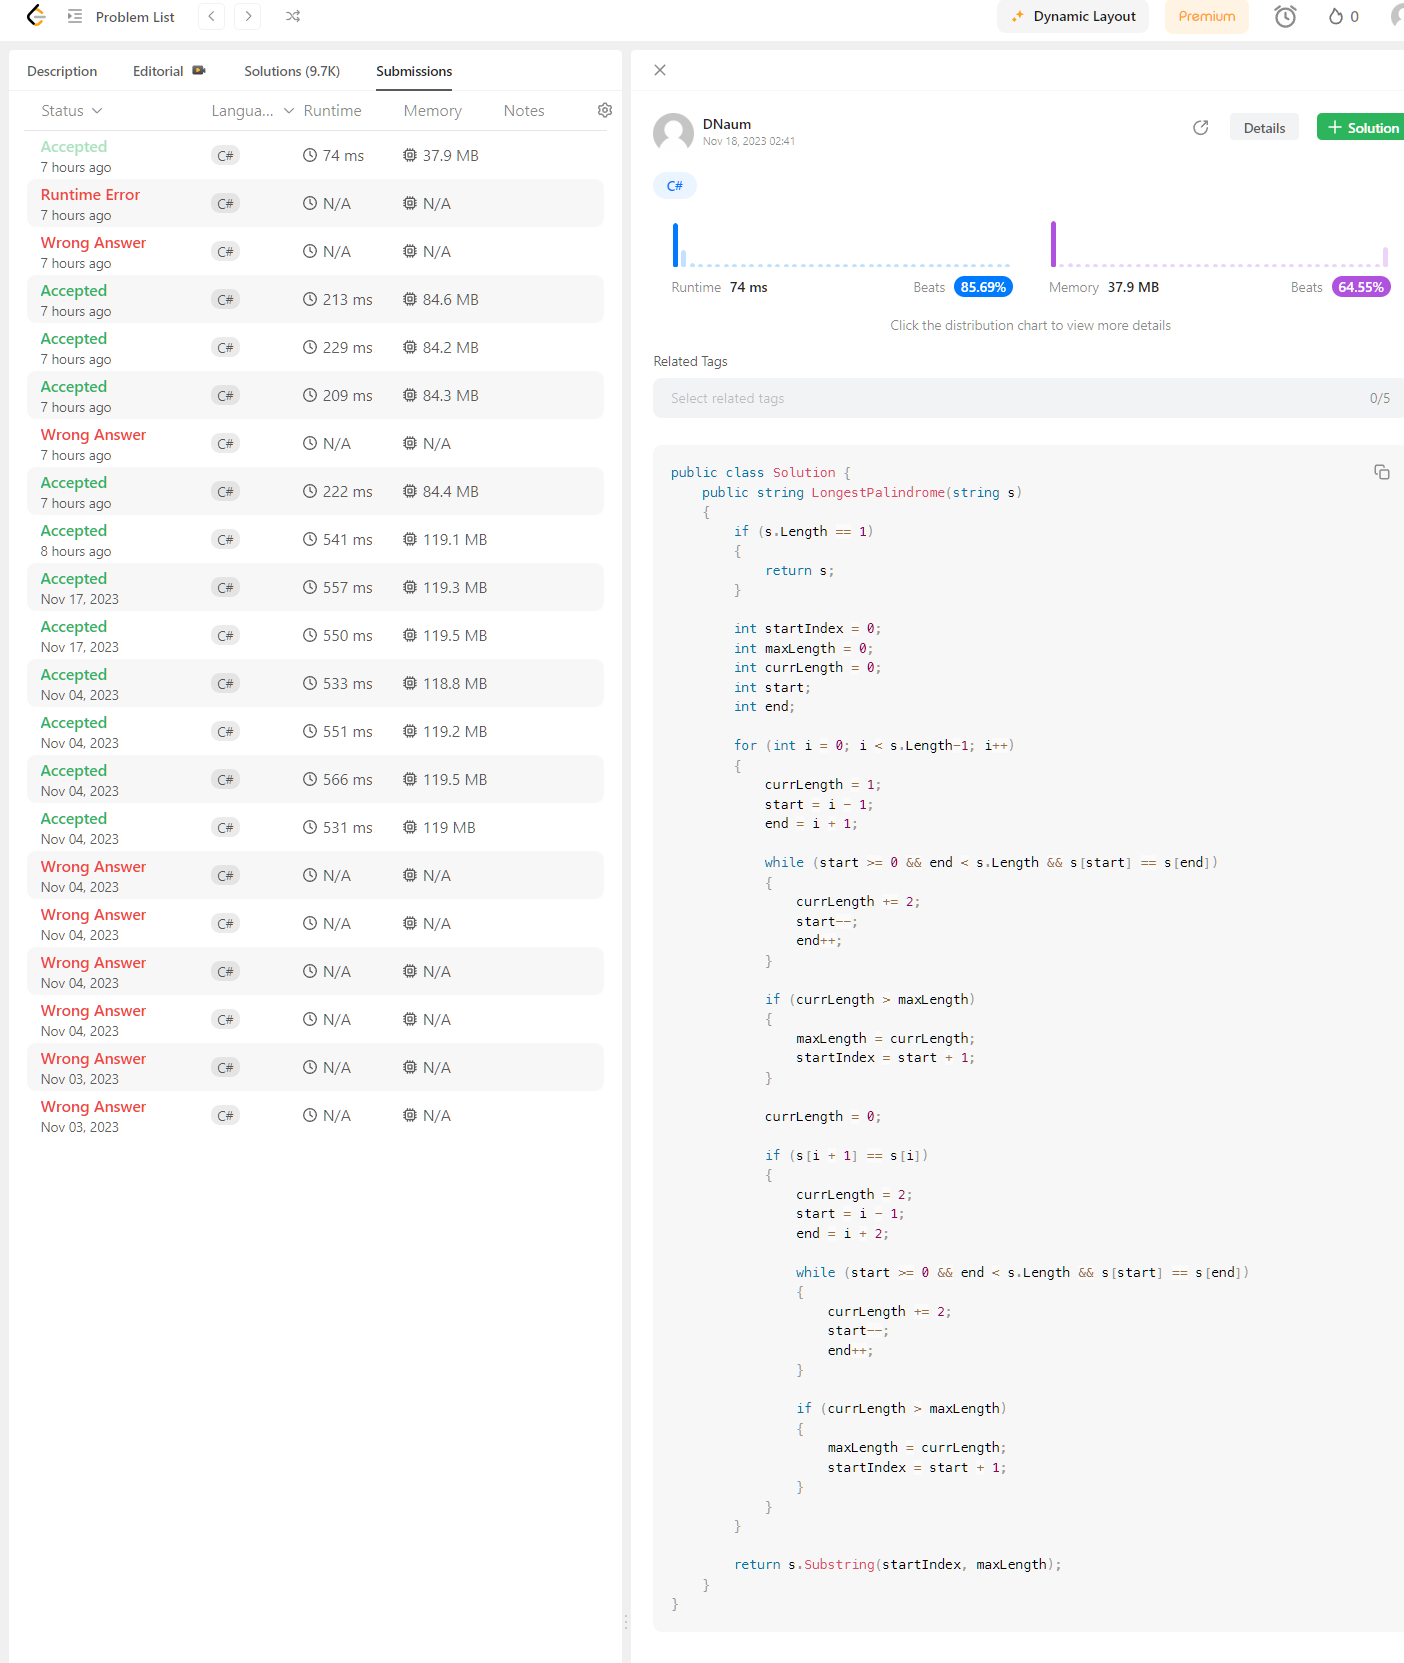 Problem List
Dynamic Layout
Premium
0
Description
Editorial
Solutions (9.7K)
Submissions
Status
Langua...
Runtime
Memory
Notes
Accepted
7 hours ago
C#
74 ms
37.9 MB
Runtime Error
7 hours ago
C#
N/A
N/A
Wrong Answer
7 hours ago
C#
N/A
N/A
Accepted
7 hours ago
C#
213 ms
84.6 MB
Accepted
7 hours ago
C#
229 ms
84.2 MB
Accepted
7 hours ago
C#
209 ms
84.3 MB
Wrong Answer
7 hours ago
C#
N/A
N/A
Accepted
7 hours ago
C#
222 ms
84.4 MB
Accepted
8 hours ago
C#
541 ms
119.1 MB
Accepted
Nov 17, 2023
C#
557 ms
119.3 MB
Accepted
Nov 17, 2023
C#
550 ms
119.5 MB
Accepted
Nov 04, 2023
C#
533 ms
118.8 MB
Accepted
Nov 04, 2023
C#
551 ms
119.2 MB
Accepted
Nov 04, 2023
C#
566 ms
119.5 MB
Accepted
Nov 04, 2023
C#
531 ms
119 MB
Wrong Answer
Nov 04, 2023
C#
N/A
N/A
Wrong Answer
Nov 04, 2023
C#
N/A
N/A
Wrong Answer
Nov 04, 2023
C#
N/A
N/A
Wrong Answer
Nov 04, 2023
C#
N/A
N/A
Wrong Answer
Nov 03, 2023
C#
N/A
N/A
Wrong Answer
Nov 03, 2023
C#
N/A
N/A
DNaum
Nov 18, 2023 02:41
Details
+ Solution
C#
Runtime 74 ms
Beats 85.69%
Memory 37.9 MB
Beats 64.55%
Click the distribution chart to view more details
Related Tags
Select related tags
0/5
public class Solution {
    public string LongestPalindrome(string s)
    {
        if (s.Length == 1)
        {
            return s;
        }

        int startIndex = 0;
        int maxLength = 0;
        int currLength = 0;
        int start;
        int end;

        for (int i = 0; i < s.Length-1; i++)
        {
            currLength = 1;
            start = i - 1;
            end = i + 1;

            while (start >= 0 && end < s.Length && s[start] == s[end])
            {
                currLength += 2;
                start--;
                end++;
            }

            if (currLength > maxLength)
            {
                maxLength = currLength;
                startIndex = start + 1;
            }

            currLength = 0;

            if (s[i + 1] == s[i])
            {
                currLength = 2;
                start = i - 1;
                end = i + 2;

                while (start >= 0 && end < s.Length && s[start] == s[end])
                {
                    currLength += 2;
                    start--;
                    end++;
                }

                if (currLength > maxLength)
                {
                    maxLength = currLength;
                    startIndex = start + 1;
                }
            }
        }

        return s.Substring(startIndex, maxLength);
    }
}